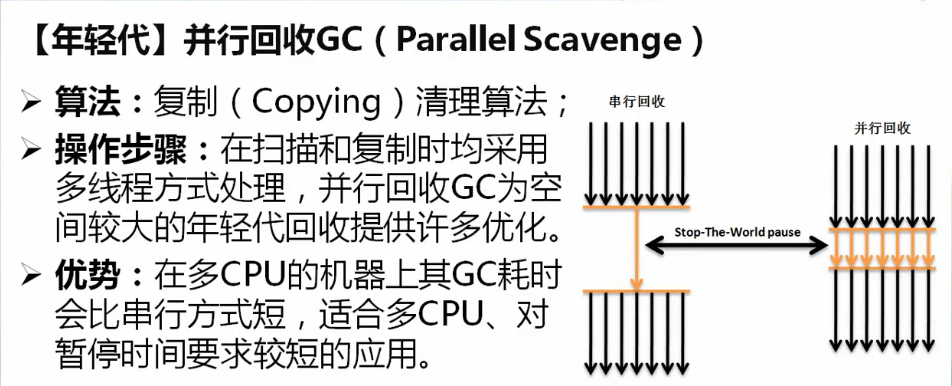 【年轻代】并行回收GC（Parallel Scavenge）
➢ 算法：复制（Copying）清理算法；
➢ 操作步骤：在扫描和复制时均采用
多线程方式处理，并行回收GC为空
间较大的年轻代回收提供许多优化。
➢ 优势：在多CPU的机器上其GC耗时
会比串行方式短，适合多CPU、对
暂停时间要求较短的应用。
串行回收
并行回收
Stop-The-World pause